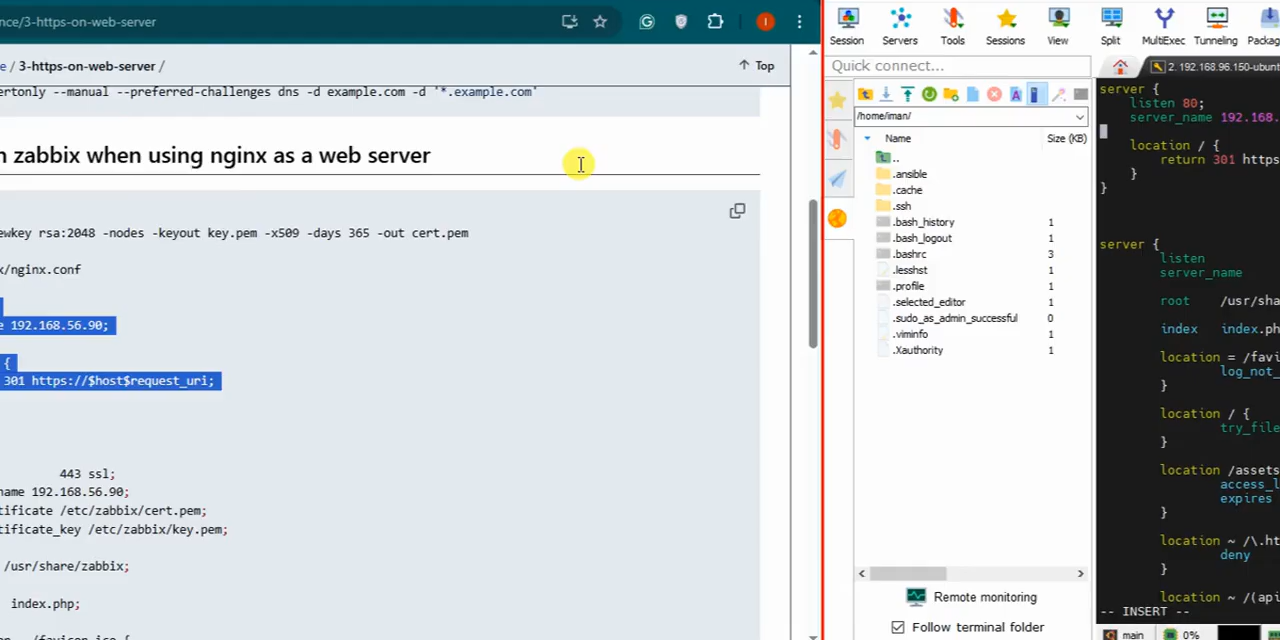 nce/3-https-on-web-server
e / 3-https-on-web-server /
↑ Top
ertonly --manual --preferred-challenges dns -d example.com -d '*.example.com'
n zabbix when using nginx as a web server
ewkey rsa:2048 -nodes -keyout key.pem -x509 -days 365 -out cert.pem
x/nginx.conf
e 192.168.56.90;
{
301 https://$host$request_uri;
443 ssl;
name 192.168.56.90;
tificate /etc/zabbix/cert.pem;
tificate_key /etc/zabbix/key.pem;
/usr/share/zabbix;
index.php;
Session Servers Tools Sessions View Split MultiExec Tunneling Packag
Quick connect...
/home/iman/
Name Size (KB)
..
.ansible
.cache
.ssh
.bash_history 1
.bash_logout 1
.bashrc 3
.lesshst 1
.profile 1
.selected_editor 1
.sudo_as_admin_successful 0
.viminfo 1
.Xauthority 1
Remote monitoring
Follow terminal folder
2. 192.168.96.150-ubunt
server {
listen 80;
server_name 192.168.
location / {
return 301 https
}
}
server {
listen
server_name
root /usr/sha
index index.ph
location = /favi
log_not_
}
location / {
try_file
}
location /assets
access_l
expires
}
location ~ /\.ht
deny
}
location ~ /(api
-- INSERT --
main 0%